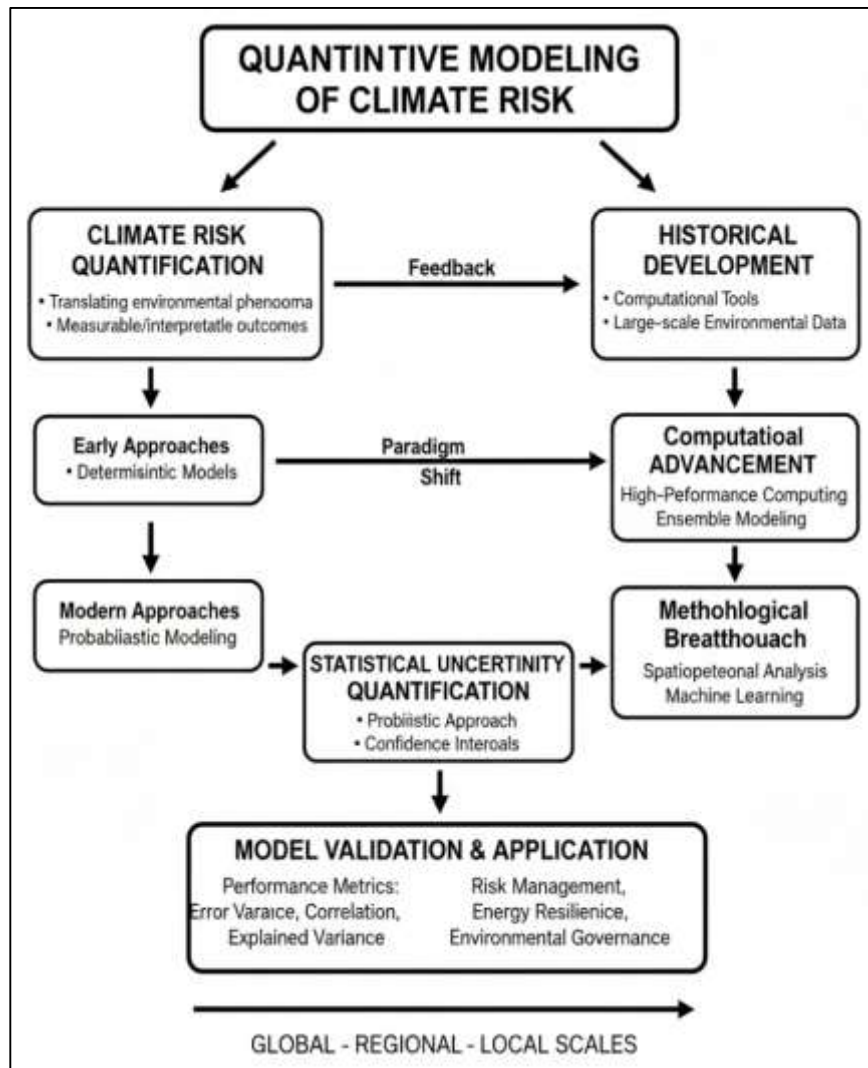 QUANTINTIVE MODELING
OF CLIMATE RISK
CLIMATE RISK
QUANTIFICATION
• Translating environmental phenooma
• Measurable/interpretatle outcomes
Feedback
HISTORICAL
DEVELOPMENT
• Computational Tools
• Large-scale Environmental Data
Early Approaches
• Determisintic Models
Paradigm
Shift
Computatioal
ADVANCEMENT
High-Peformance Computing
Ensemble Modeling
Modern Approaches
Probabliastic Modeling
STATISTICAL UNCERTINITY
QUANTIFICATION
• Probiiistic Approach
• Confidence Interoals
Methohlogical
Breatthouach
Spatiopeteonal Analysis
Machine Learning
MODEL VALIDATION & APPLICATION
Performance Metrics:
Error Varaıce, Correlation,
Explained Variance
Risk Management,
Energy Resilienice,
Environmental Governance
GLOBAL - REGIONAL - LOCAL SCALES